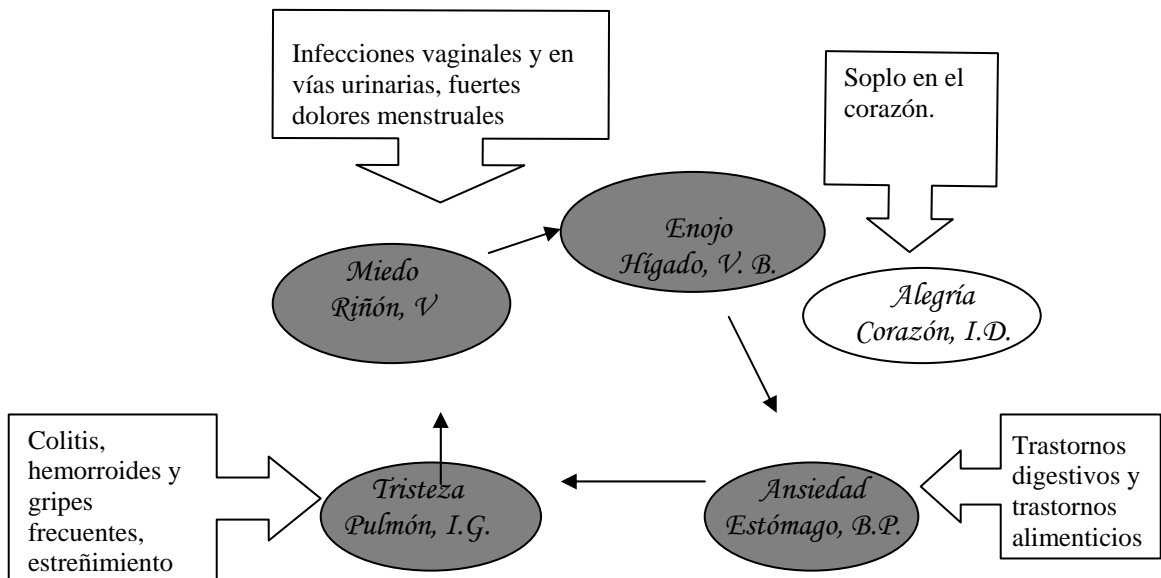 Infecciones vaginales y en
vías urinarias, fuertes
dolores menstruales
Soplo en el
corazón.
Enojo
Hígado, V. B.
Miedo
Riñón, V
Alegría
Corazón, I.D.
Colitis,
hemorroides y
gripes
frecuentes,
estreñimiento
Tristeza
Pulmón, I.G.
Ansiedad
Estómago, B.P.
Trastornos
digestivos y
trastornos
alimenticios